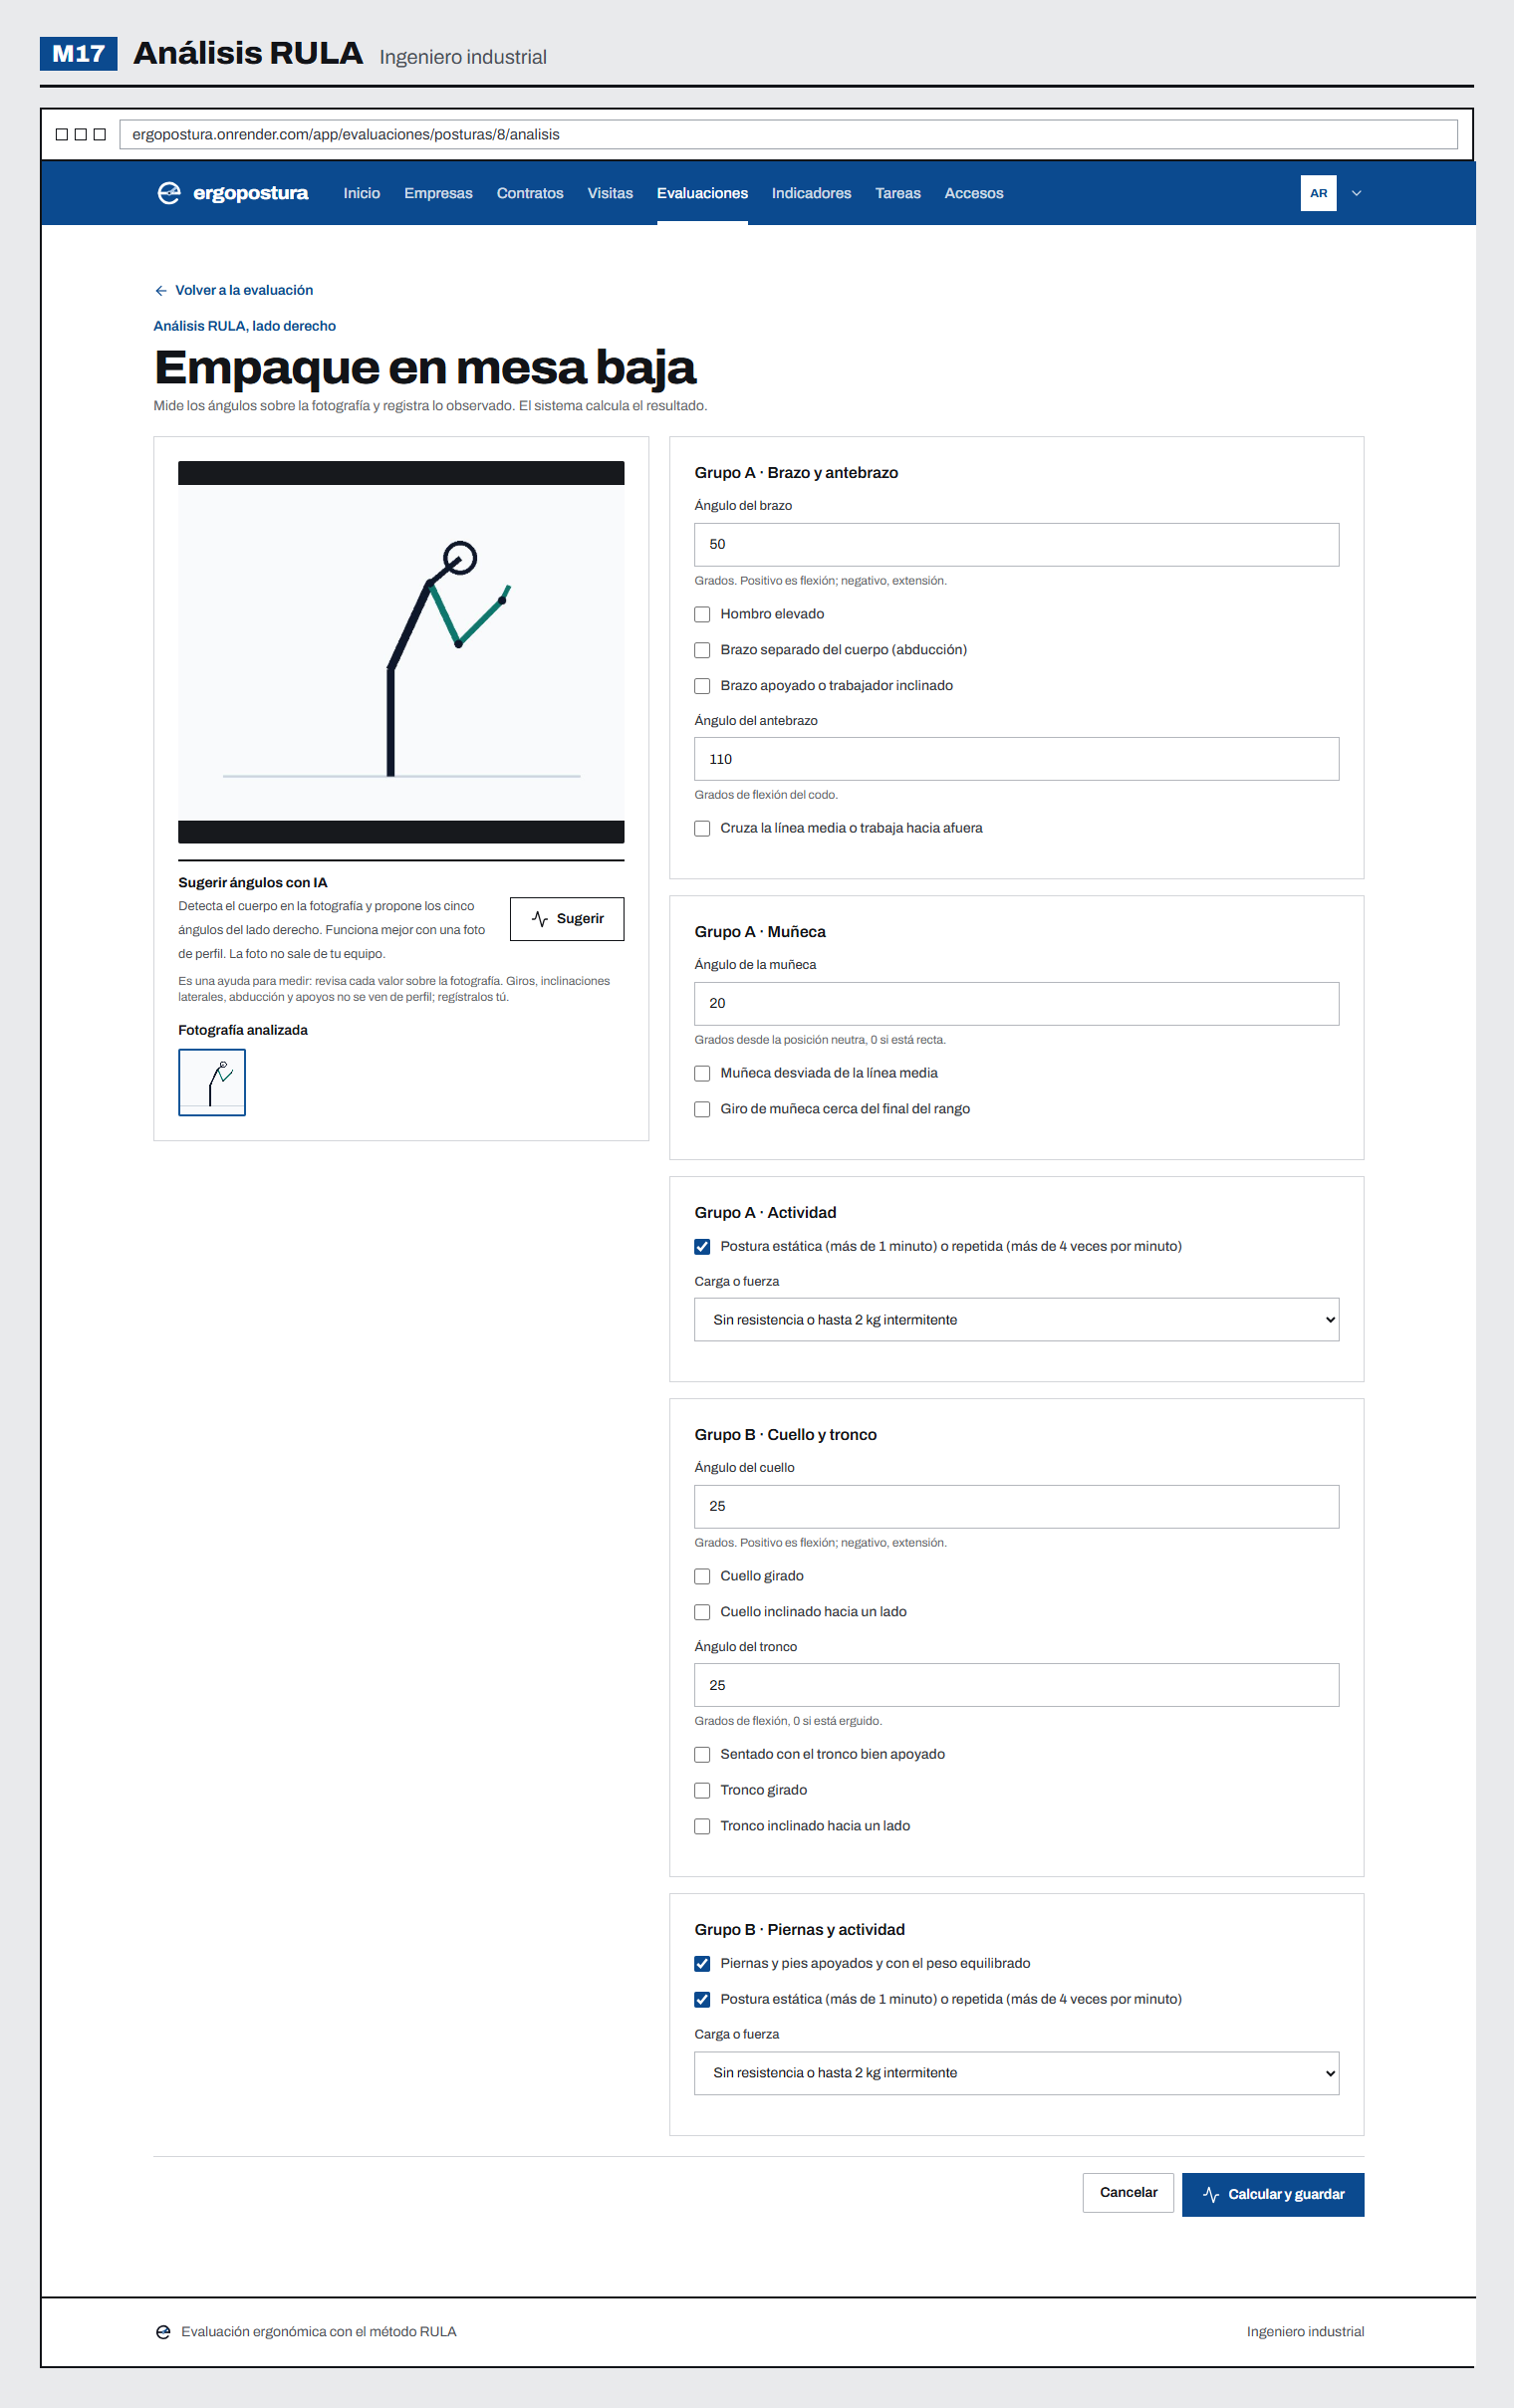 M17 Análisis RULA Ingeniero industrial
ergopostura.onrender.com/app/evaluaciones/posturas/8/analisis
ergopostura Inicio Empresas Contratos Visitas Evaluaciones Indicadores Tareas Accesos AR
Volver a la evaluación
Análisis RULA, lado derecho
Empaque en mesa baja
Mide los ángulos sobre la fotografía y registra lo observado. El sistema calcula el resultado.
Sugerir ángulos con IA
Detecta el cuerpo en la fotografía y propone los cinco
ángulos del lado derecho. Funciona mejor con una foto
de perfil. La foto no sale de tu equipo.
Sugerir
Es una ayuda para medir: revisa cada valor sobre la fotografía. Giros, inclinaciones
laterales, abducción y apoyos no se ven de perfil; regístralos tú.
Fotografía analizada
Grupo A · Brazo y antebrazo
Ángulo del brazo
50
Grados. Positivo es flexión; negativo, extensión.
Hombro elevado
Brazo separado del cuerpo (abducción)
Brazo apoyado o trabajador inclinado
Ángulo del antebrazo
110
Grados de flexión del codo.
Cruza la línea media o trabaja hacia afuera
Grupo A · Muñeca
Ángulo de la muñeca
20
Grados desde la posición neutra, 0 si está recta.
Muñeca desviada de la línea media
Giro de muñeca cerca del final del rango
Grupo A · Actividad
Postura estática (más de 1 minuto) o repetida (más de 4 veces por minuto)
Carga o fuerza
Sin resistencia o hasta 2 kg intermitente
Grupo B · Cuello y tronco
Ángulo del cuello
25
Grados. Positivo es flexión; negativo, extensión.
Cuello girado
Cuello inclinado hacia un lado
Ángulo del tronco
25
Grados de flexión, 0 si está erguido.
Sentado con el tronco bien apoyado
Tronco girado
Tronco inclinado hacia un lado
Grupo B · Piernas y actividad
Piernas y pies apoyados y con el peso equilibrado
Postura estática (más de 1 minuto) o repetida (más de 4 veces por minuto)
Carga o fuerza
Sin resistencia o hasta 2 kg intermitente
Cancelar Calcular y guardar
Evaluación ergonómica con el método RULA Ingeniero industrial